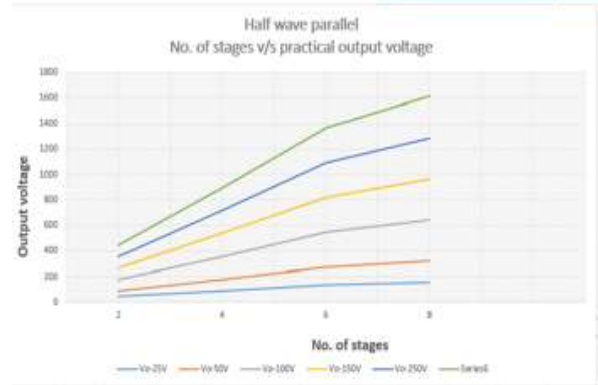 Half wave parallel
No. of stages v/s practical output voltage
1800
1600
1400
1200
1000
800
600
400
200
0
Output voltage
2 4 6 8
No. of stages
Vo-25V Vo-50V Vo-100V Vo-150V Vo-250V Series6